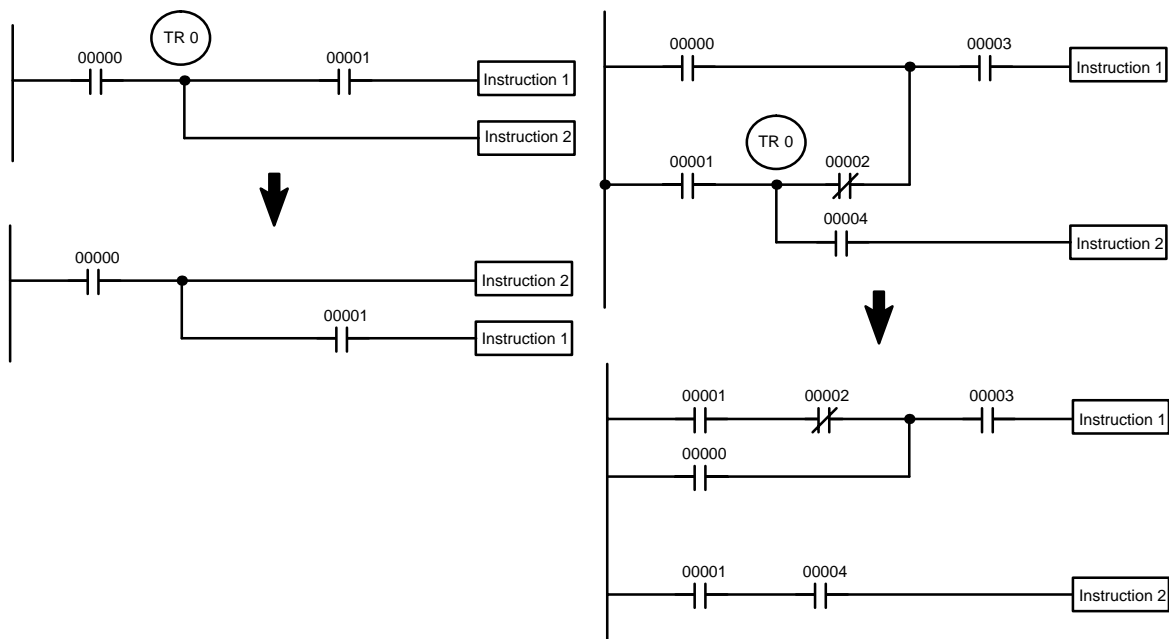 TR 0
00000
00001
Instruction 1
Instruction 2
00000
Instruction 2
00001
Instruction 1
00000
00003
Instruction 1
TR 0
00001
00002
00004
Instruction 2
00001
00002
00003
Instruction 1
00000
00001
00004
Instruction 2